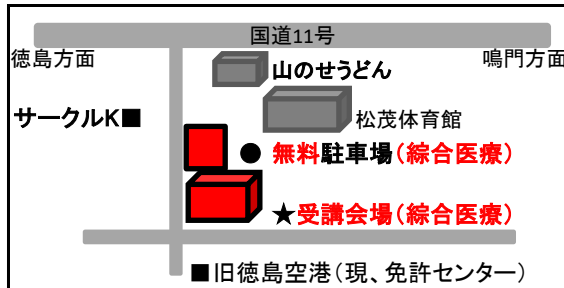 国道11号
徳島方面
鳴門方面
山のせうどん
サークルK■
松茂体育館
● 無料駐車場(綜合医療)
★受講会場(綜合医療)
■旧徳島空港(現、免許センター)